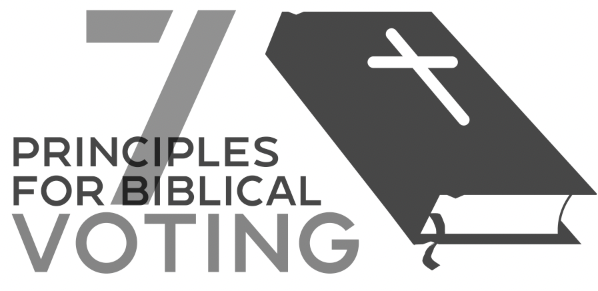 7
PRINCIPLES
FOR BIBLICAL
VOTING